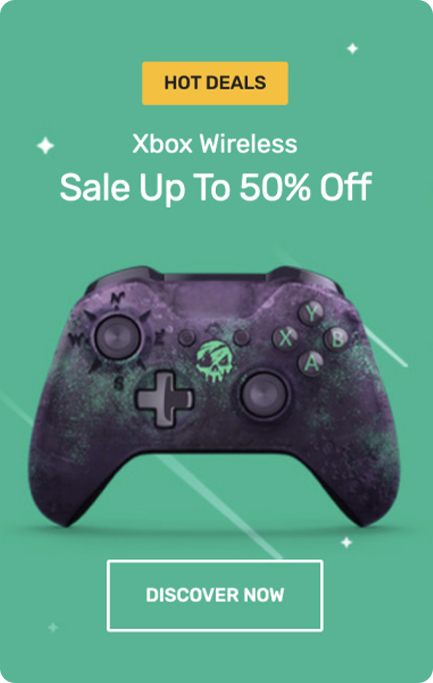 HOT DEALS
Xbox Wireless
Sale Up To 50% Off
N
W E
S
Y
X B
A
DISCOVER NOW